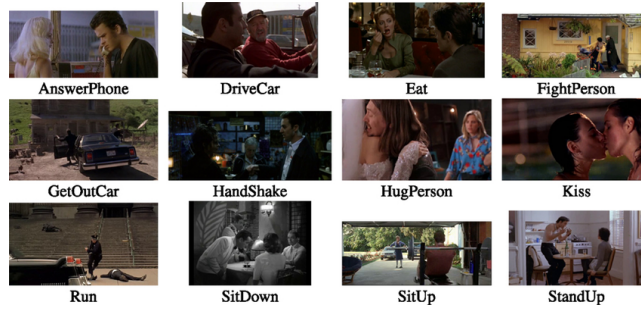 AnswerPhone
DriveCar
Eat
FightPerson
GetOutCar
HandShake
HugPerson
Kiss
Run
SitDown
SitUp
StandUp